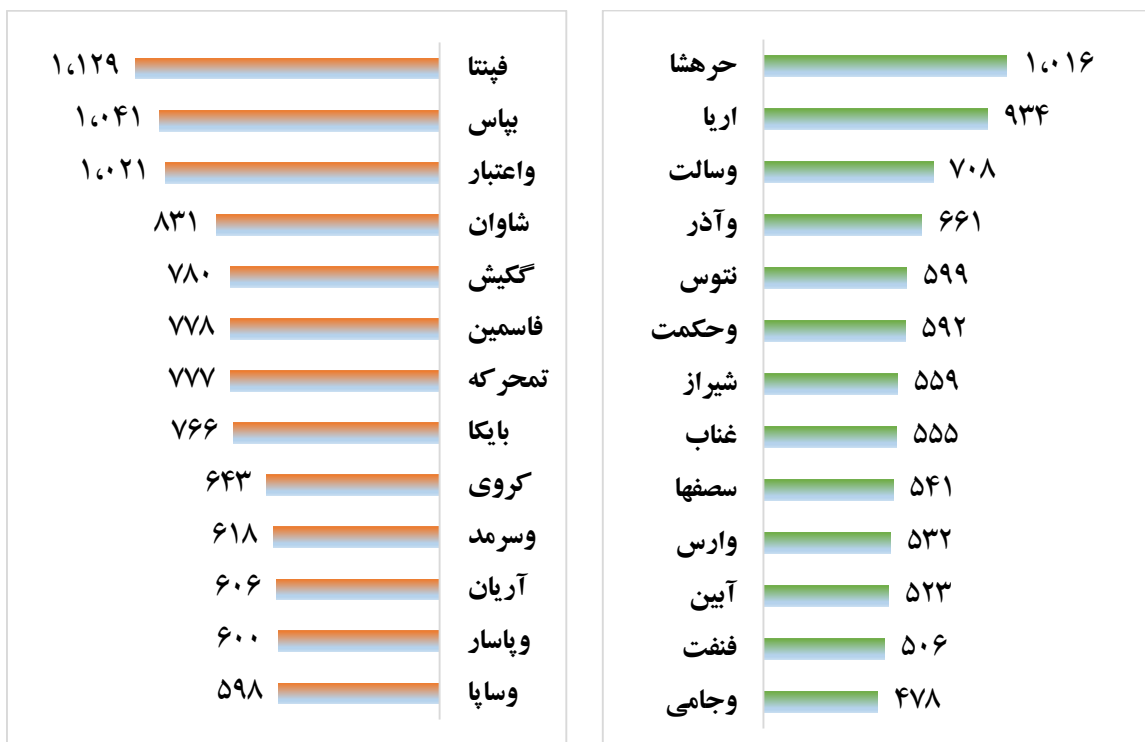 حرهشا ۱،۰۱۶
اریا ۹۳۴
وسالت ۷۰۸
وآذر ۶۶۱
نتوس ۵۹۹
وحکمت ۵۹۲
شیراز ۵۵۹
غناب ۵۵۵
سصفها ۵۴۱
وارس ۵۳۲
آبین ۵۲۳
فنفت ۵۰۶
وجامی ۴۷۸
فپنتا ۱،۱۲۹
بپاس ۱،۰۴۱
واعتبار ۱،۰۲۱
شاوان ۸۳۱
گکیش ۷۸۰
فاسمین ۷۷۸
تمحرکه ۷۷۷
بایکا ۷۶۶
کروی ۶۴۳
وسرمد ۶۱۸
آریان ۶۰۶
وپاسار ۶۰۰
وساپا ۵۹۸